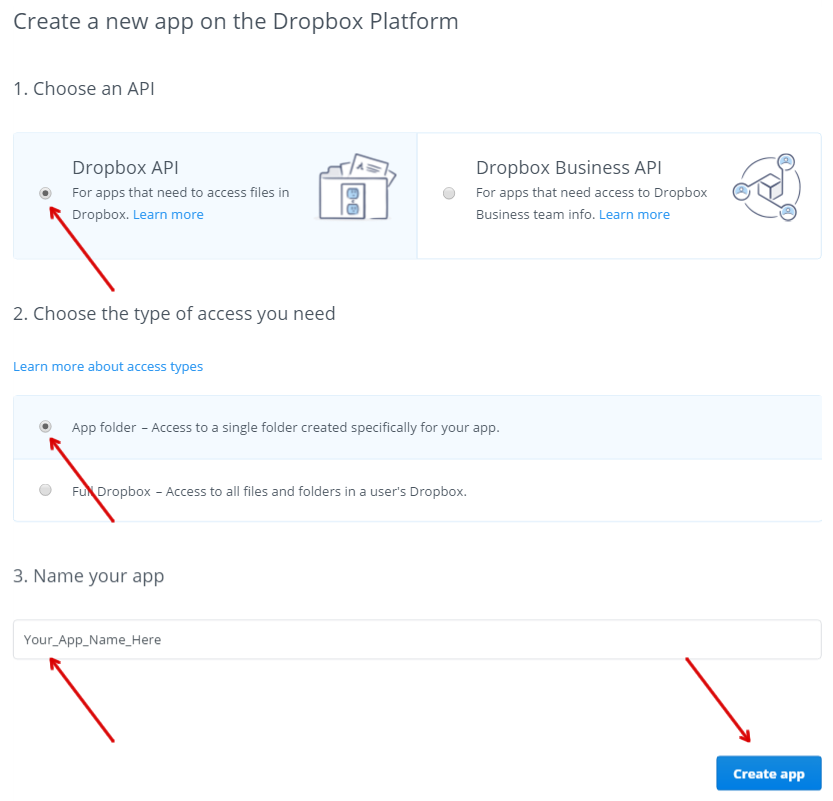 Create a new app on the Dropbox Platform
1. Choose an API
Dropbox API
For apps that need to access files in
Dropbox. Learn more
Dropbox Business API
For apps that need access to Dropbox
Business team info. Learn more
2. Choose the type of access you need
Learn more about access types
App folder – Access to a single folder created specifically for your app.
Full Dropbox – Access to all files and folders in a user's Dropbox.
3. Name your app
Your_App_Name_Here
Create app